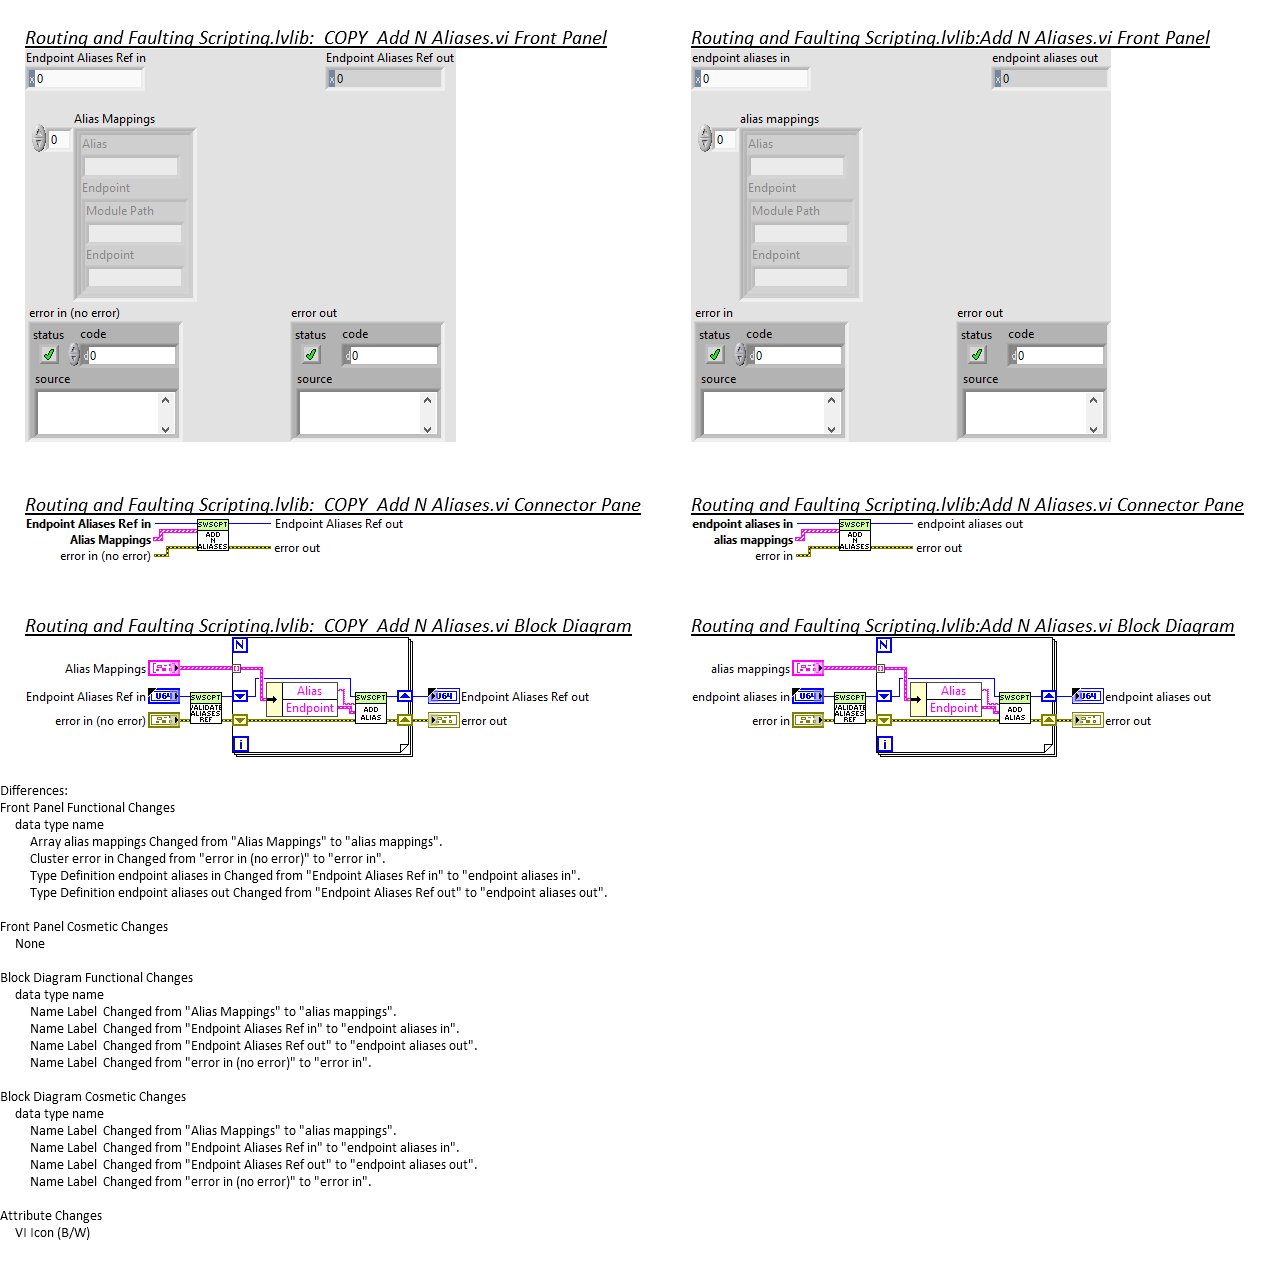 Routing and Faulting Scripting.lvlib:_COPY_Add N Aliases.vi Front Panel
Endpoint Aliases Ref in
Endpoint Aliases Ref out
x 0
x 0
Alias Mappings
0
Alias
Endpoint
Module Path
Endpoint
error in (no error)
error out
status code
status code
d 0
d 0
source
source
Routing and Faulting Scripting.lvlib:Add N Aliases.vi Front Panel
endpoint aliases in
endpoint aliases out
x 0
x 0
alias mappings
0
Alias
Endpoint
Module Path
Endpoint
error in
error out
status code
status code
d 0
d 0
source
source
Routing and Faulting Scripting.lvlib:_COPY_Add N Aliases.vi Connector Pane
Endpoint Aliases Ref in
SWSCPT
Endpoint Aliases Ref out
Alias Mappings
ADD
N
ALIASES
error in (no error)
error out
Routing and Faulting Scripting.lvlib:Add N Aliases.vi Connector Pane
endpoint aliases in
SWSCPT
endpoint aliases out
alias mappings
ADD
N
ALIASES
error in
error out
Routing and Faulting Scripting.lvlib:_COPY_Add N Aliases.vi Block Diagram
N
Alias Mappings
Endpoint Aliases Ref in
U64
SWSCPT
VALIDATE
ALIASES
REF
Alias
Endpoint
SWSCPT
ADD
ALIAS
U64
Endpoint Aliases Ref out
error in (no error)
error out
i
Routing and Faulting Scripting.lvlib:Add N Aliases.vi Block Diagram
N
alias mappings
endpoint aliases in
U64
SWSCPT
VALIDATE
ALIASES
REF
Alias
Endpoint
SWSCPT
ADD
ALIAS
U64
endpoint aliases out
error in
error out
i
Differences:
Front Panel Functional Changes
data type name
Array alias mappings Changed from "Alias Mappings" to "alias mappings".
Cluster error in Changed from "error in (no error)" to "error in".
Type Definition endpoint aliases in Changed from "Endpoint Aliases Ref in" to "endpoint aliases in".
Type Definition endpoint aliases out Changed from "Endpoint Aliases Ref out" to "endpoint aliases out".
Front Panel Cosmetic Changes
None
Block Diagram Functional Changes
data type name
Name Label  Changed from "Alias Mappings" to "alias mappings".
Name Label  Changed from "Endpoint Aliases Ref in" to "endpoint aliases in".
Name Label  Changed from "Endpoint Aliases Ref out" to "endpoint aliases out".
Name Label  Changed from "error in (no error)" to "error in".
Block Diagram Cosmetic Changes
data type name
Name Label  Changed from "Alias Mappings" to "alias mappings".
Name Label  Changed from "Endpoint Aliases Ref in" to "endpoint aliases in".
Name Label  Changed from "Endpoint Aliases Ref out" to "endpoint aliases out".
Name Label  Changed from "error in (no error)" to "error in".
Attribute Changes
VI Icon (B/W)